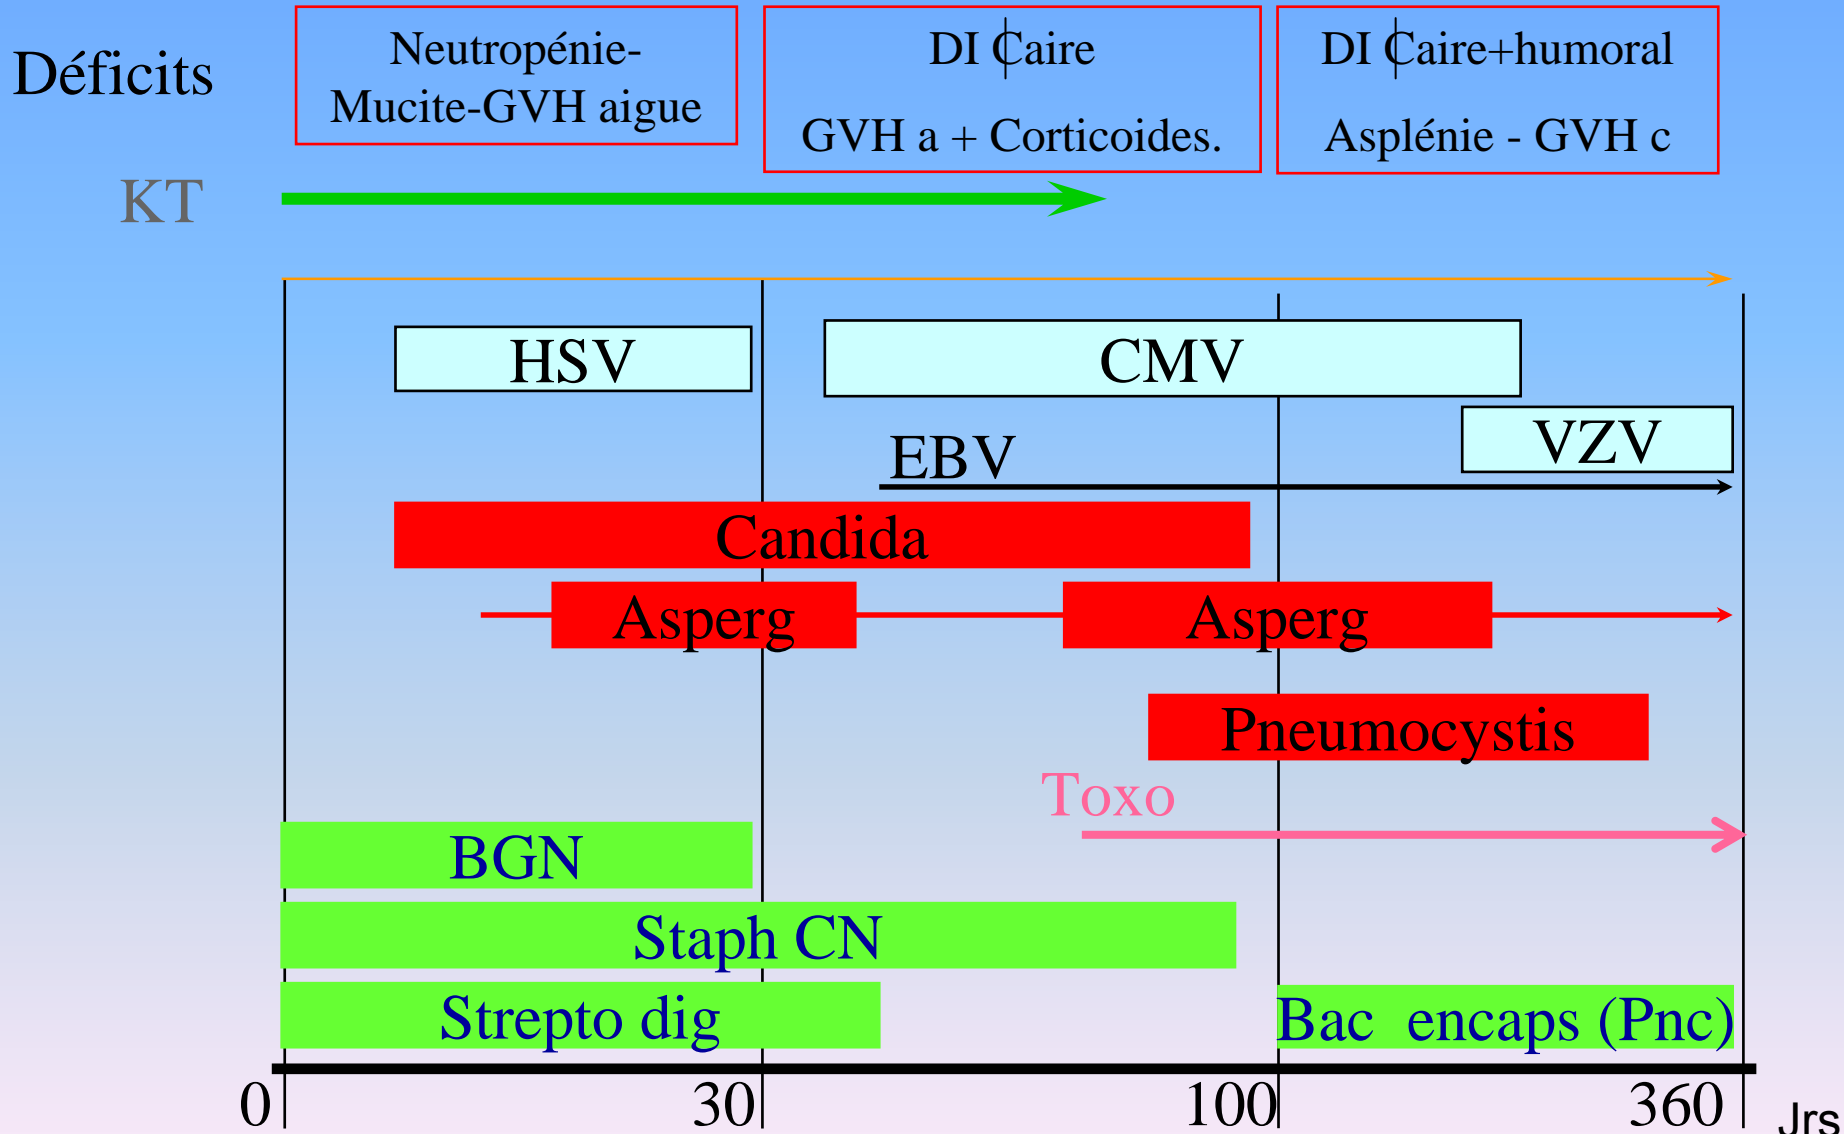 Déficits
Neutropénie-
Mucite-GVH aigue
DI Caire
GVH a + Corticoides.
DI Caire+humoral
Asplénie - GVH c
KT
HSV
CMV
VZV
EBV
Candida
Asperg
Asperg
Pneumocystis
Toxo
BGN
Staph CN
Strepto dig
Bac encaps (Pnc)
0
30
100
360
Jrs